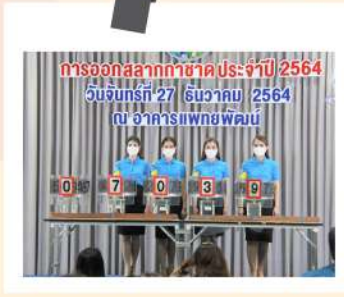 การออกสลากกาชาด ประจำปี 2564
วันจันทร์ที่ 27 ธันวาคม 2564
ณ อาคารแพทยพัฒน์
0 7 0 3 9